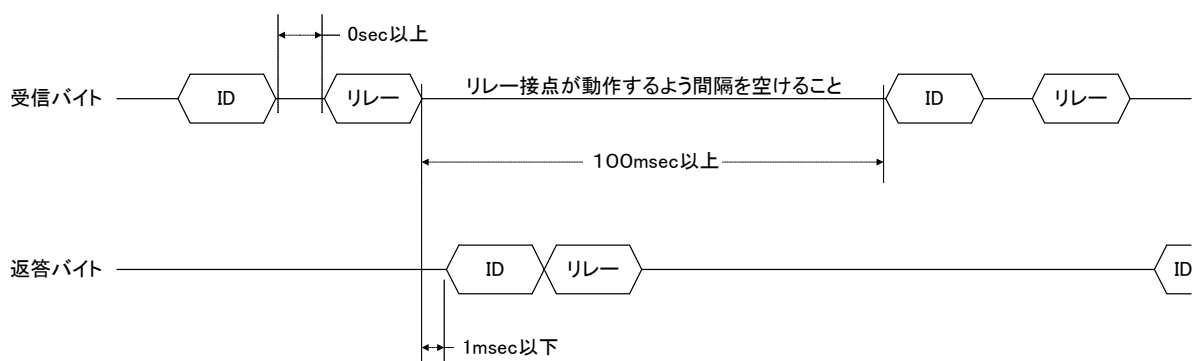 0sec以上
受信バイト
ID
リレー
リレー接点が動作するよう間隔を空けること
ID
リレー
100msec以上
返答バイト
ID
リレー
ID
1msec以下